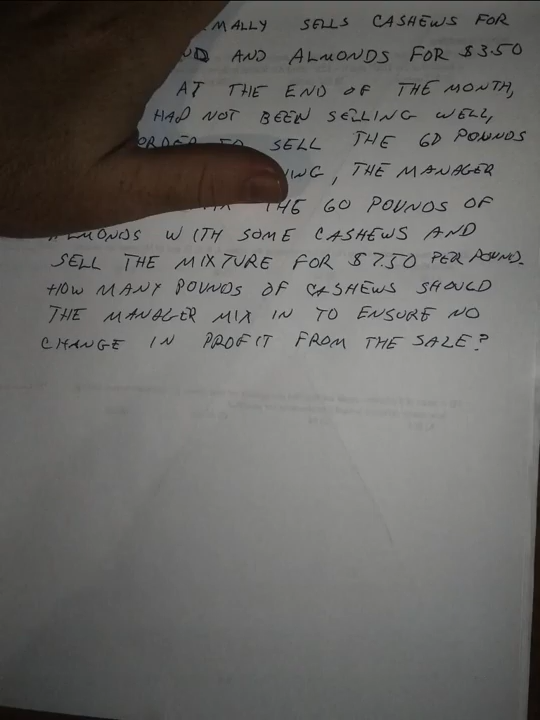 SELLS CASHEWS FOR
AND ALMONDS FOR $3.50
AT THE END OF THE MONTH,
HAD NOT BEEN SELLING WELL,
SELL THE 60 POUNDS
, THE MANAGER
THE 60 POUNDS OF
WITH SOME CASHEWS AND
SELL THE MIXTURE FOR $7.50 PER POUND.
HOW MANY POUNDS OF CASHEWS SHOULD
THE MANAGER MIX IN TO ENSURE NO
CHANGE IN PROFIT FROM THE SALE?